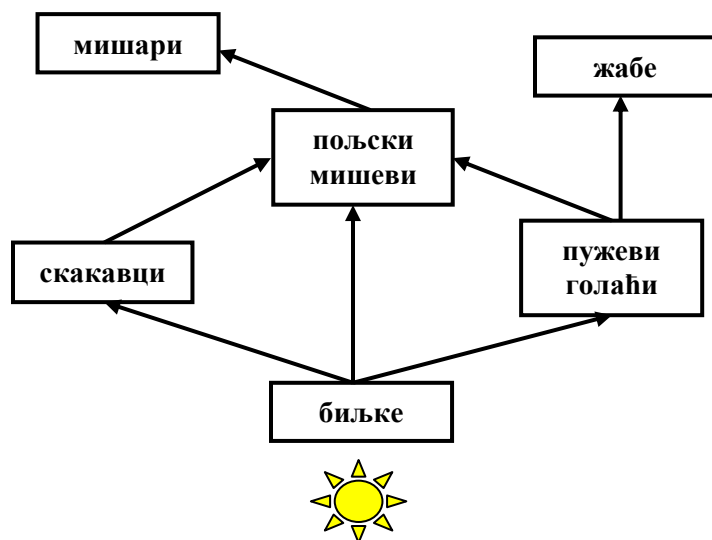 мишари
жабе
пољски
мишеви
скакавци
пужеви
голаћи
биљке